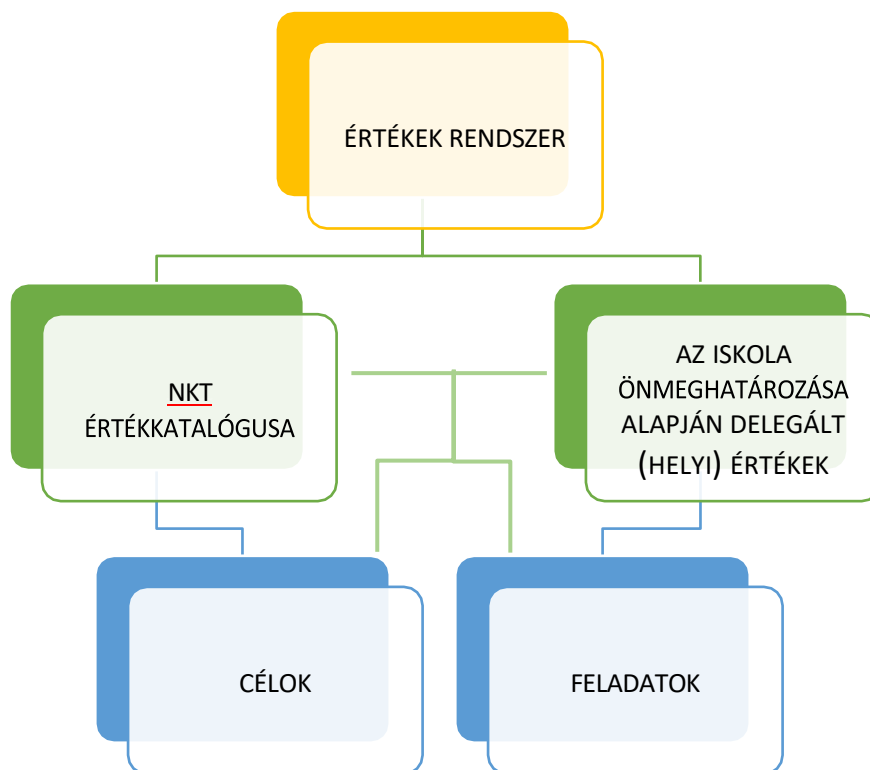 ÉRTÉKEK RENDSZER
NKT
ÉRTÉKKATALÓGUSA
AZ ISKOLA
ÖNMEGHATÁROZÁSA
ALAPJÁN DELEGÁLT
(HELYI) ÉRTÉKEK
CÉLOK
FELADATOK